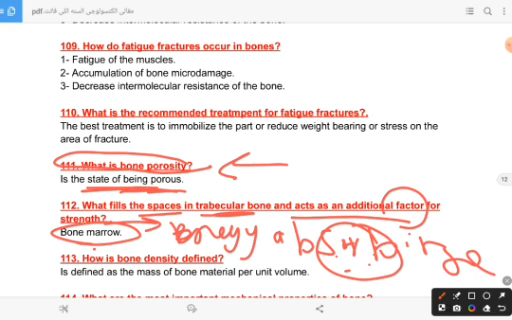 مقالي الكنسولوجي السنه اللي فاتت.pdf
109. How do fatigue fractures occur in bones?
1- Fatigue of the muscles.
2- Accumulation of bone microdamage.
3- Decrease intermolecular resistance of the bone.
110. What is the recommended treatmpent for fatigue fractures?,
The best treatment is to immobilize the part or reduce weight bearing or stress on the
area of fracture.
111. What is bone porosity?
Is the state of being porous.
112. What fills the spaces in trabecular bone and acts as an additional factor for
strength?
Bone marrow.
113. How is bone density defined?
Is defined as the mass of bone material per unit volume.
12